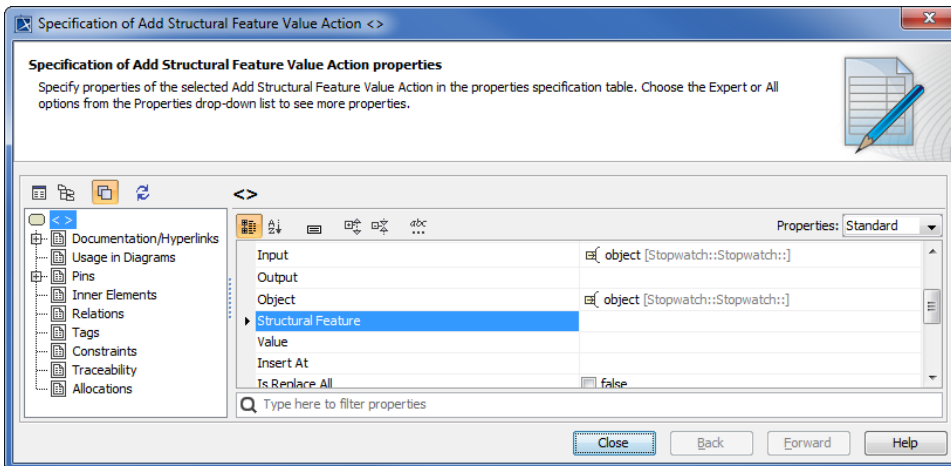 Specification of Add Structural Feature Value Action <>
x
Specification of Add Structural Feature Value Action properties
Specify properties of the selected Add Structural Feature Value Action in the properties specification table. Choose the Expert or All
options from the Properties drop-down list to see more properties.
<>
< >
Documentation/Hyperlinks
Usage in Diagrams
Pins
Inner Elements
Relations
Tags
Constraints
Traceability
Allocations
Properties: Standard
Input object [Stopwatch::Stopwatch::]
Output
Object object [Stopwatch::Stopwatch::]
Structural Feature
Value
Insert At
Is Replace All false
Type here to filter properties
Close Back Forward Help